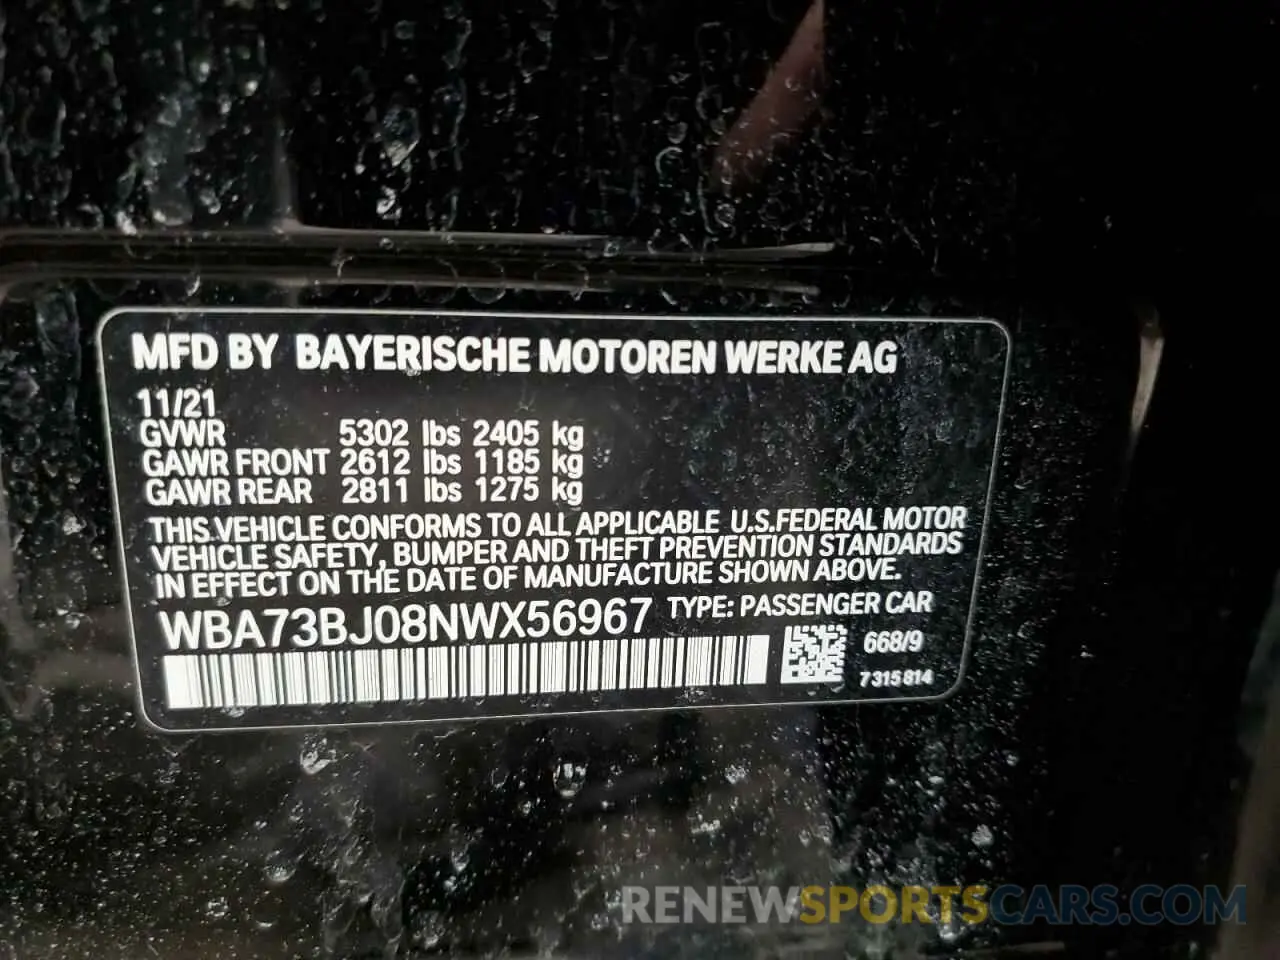 MFD BY BAYERISCHE MOTOREN WERKE AG
11/21
GVWR 5302 lbs 2405 kg
GAWR FRONT 2612 lbs 1185 kg
GAWR REAR 2811 lbs 1275 kg
THIS VEHICLE CONFORMS TO ALL APPLICABLE U.S.FEDERAL MOTOR
VEHICLE SAFETY, BUMPER AND THEFT PREVENTION STANDARDS
IN EFFECT ON THE DATE OF MANUFACTURE SHOWN ABOVE.
WBA73BJ08NWX56967 TYPE: PASSENGER CAR
668/9
7315814
RENEWSPORTSCARS.COM